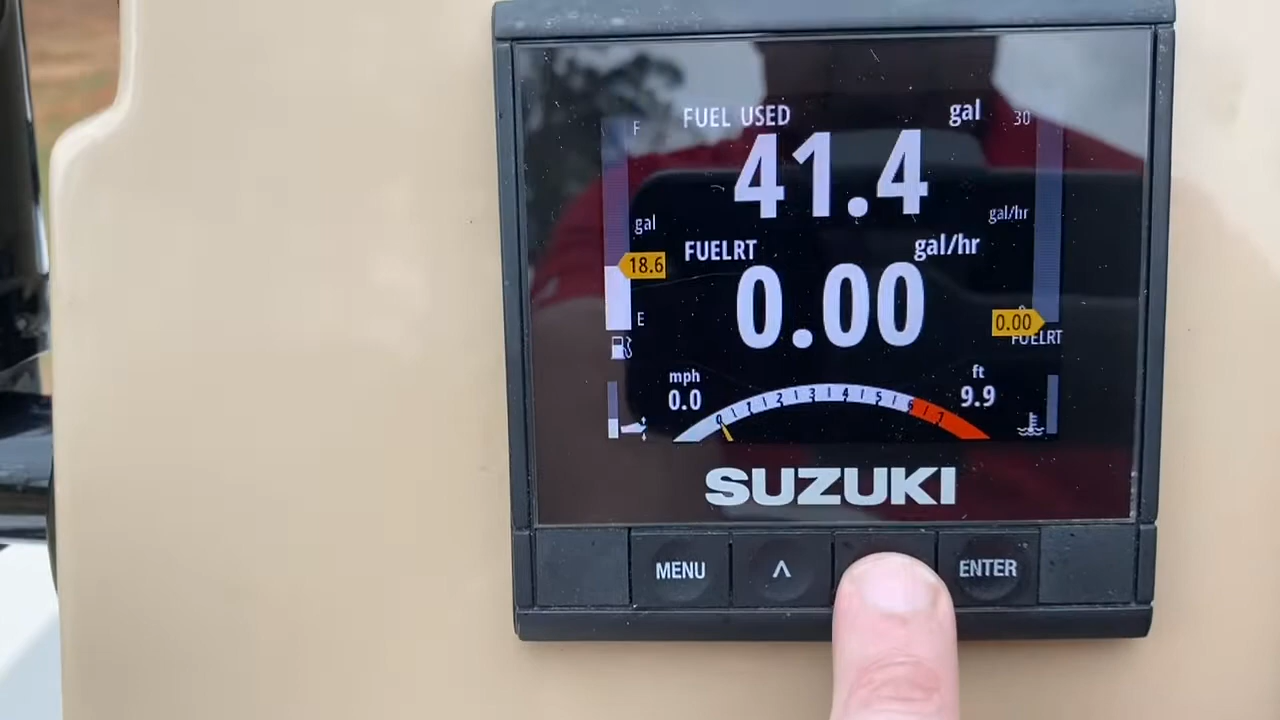 FUEL USED gal
F
30
41.4
gal
gal/hr
FUELRT gal/hr
18.6
0.00
E
0.00
FUELRT
mph
ft
0.0
9.9
0 1 2 3 4 5 6 7
SUZUKI
MENU
ENTER